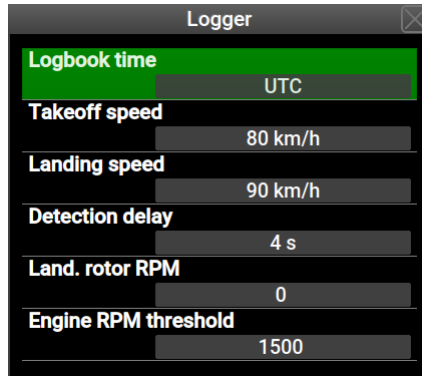 Logger
Logbook time
UTC
Takeoff speed
80 km/h
Landing speed
90 km/h
Detection delay
4 s
Land. rotor RPM
0
Engine RPM threshold
1500